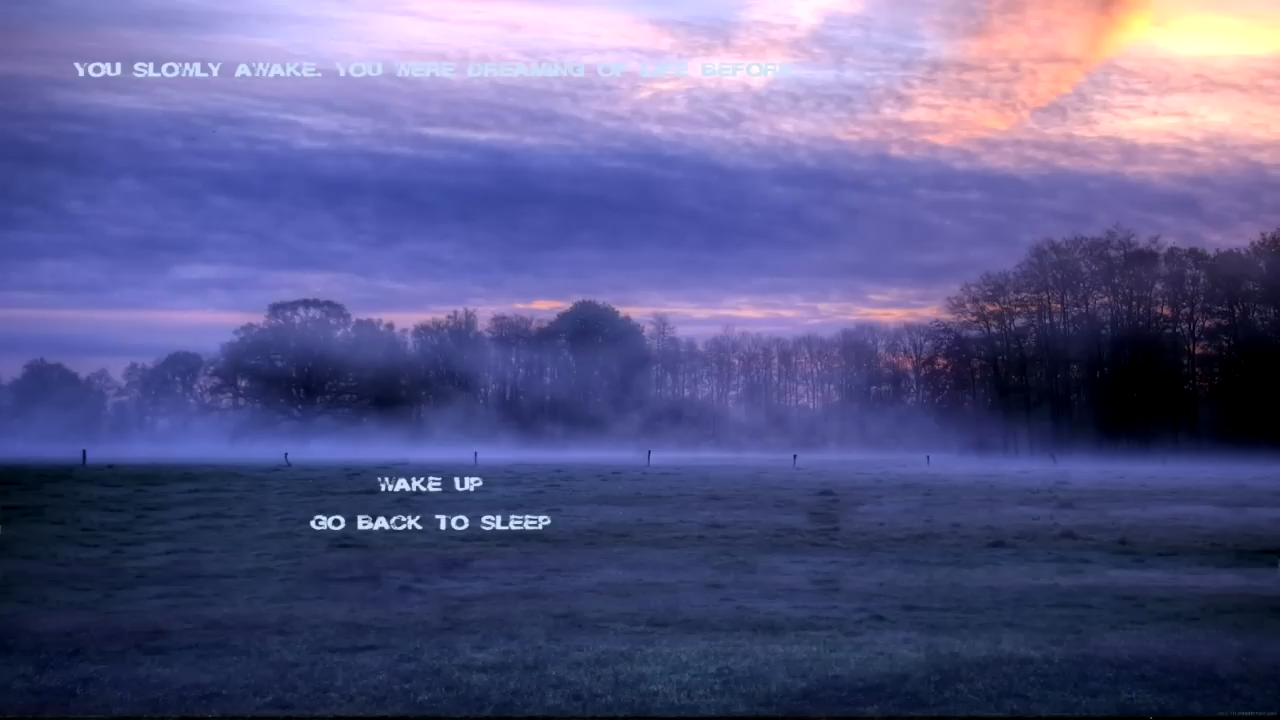 YOU SLOWLY AWAKE. YOU WERE DREAMING OF LIFE BEFORE
WAKE UP
GO BACK TO SLEEP